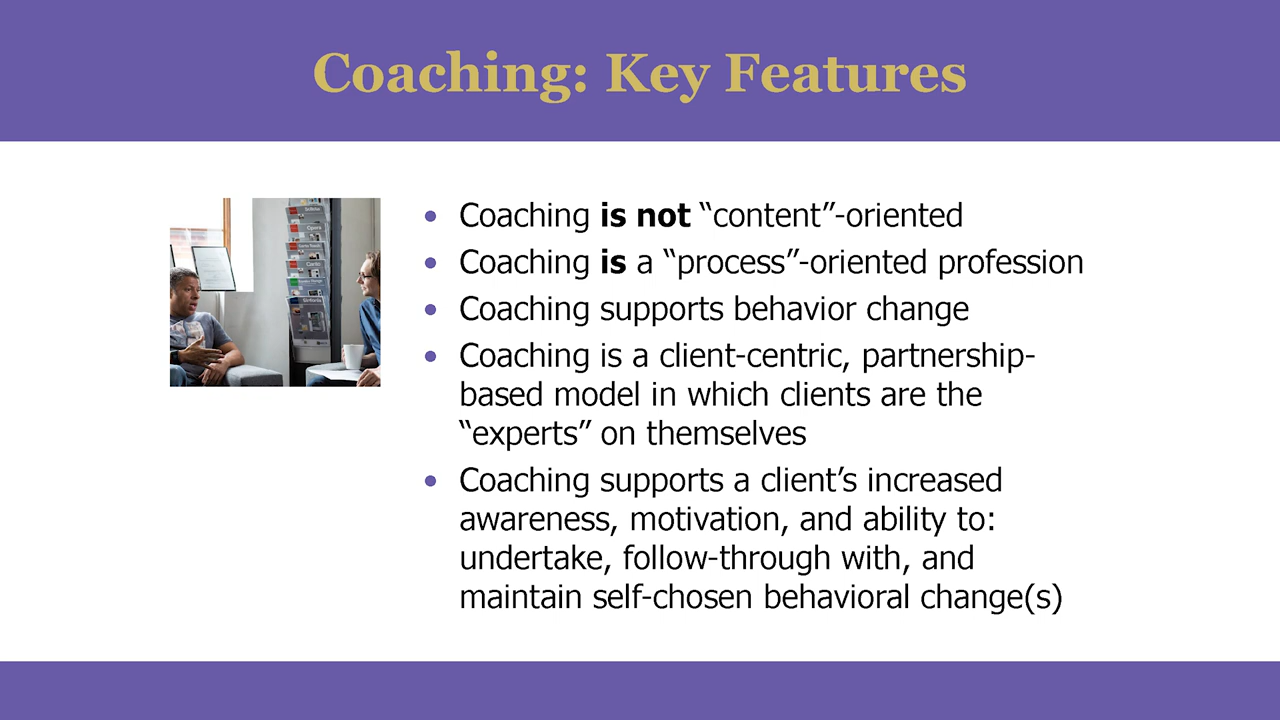 Coaching: Key Features
• Coaching is not “content”-oriented
• Coaching is a “process”-oriented profession
• Coaching supports behavior change
• Coaching is a client-centric, partnership-
based model in which clients are the
“experts” on themselves
• Coaching supports a client’s increased
awareness, motivation, and ability to:
undertake, follow-through with, and
maintain self-chosen behavioral change(s)